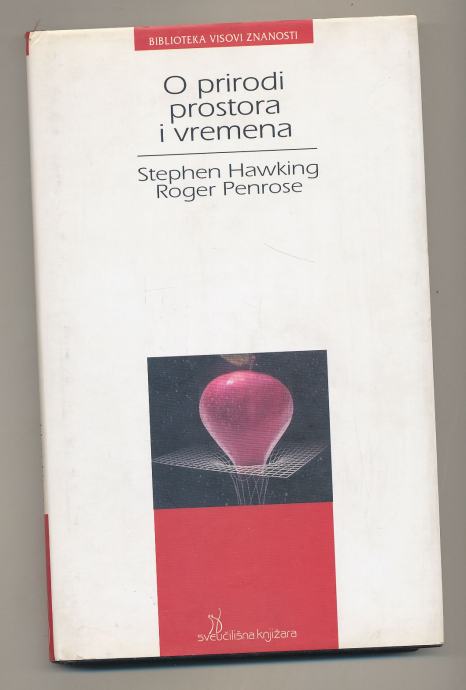 BIBLIOTEKA VISOVI ZNANOSTI
O prirodi
prostora
i vremena
Stephen Hawking
Roger Penrose
sveučilišna knjižara